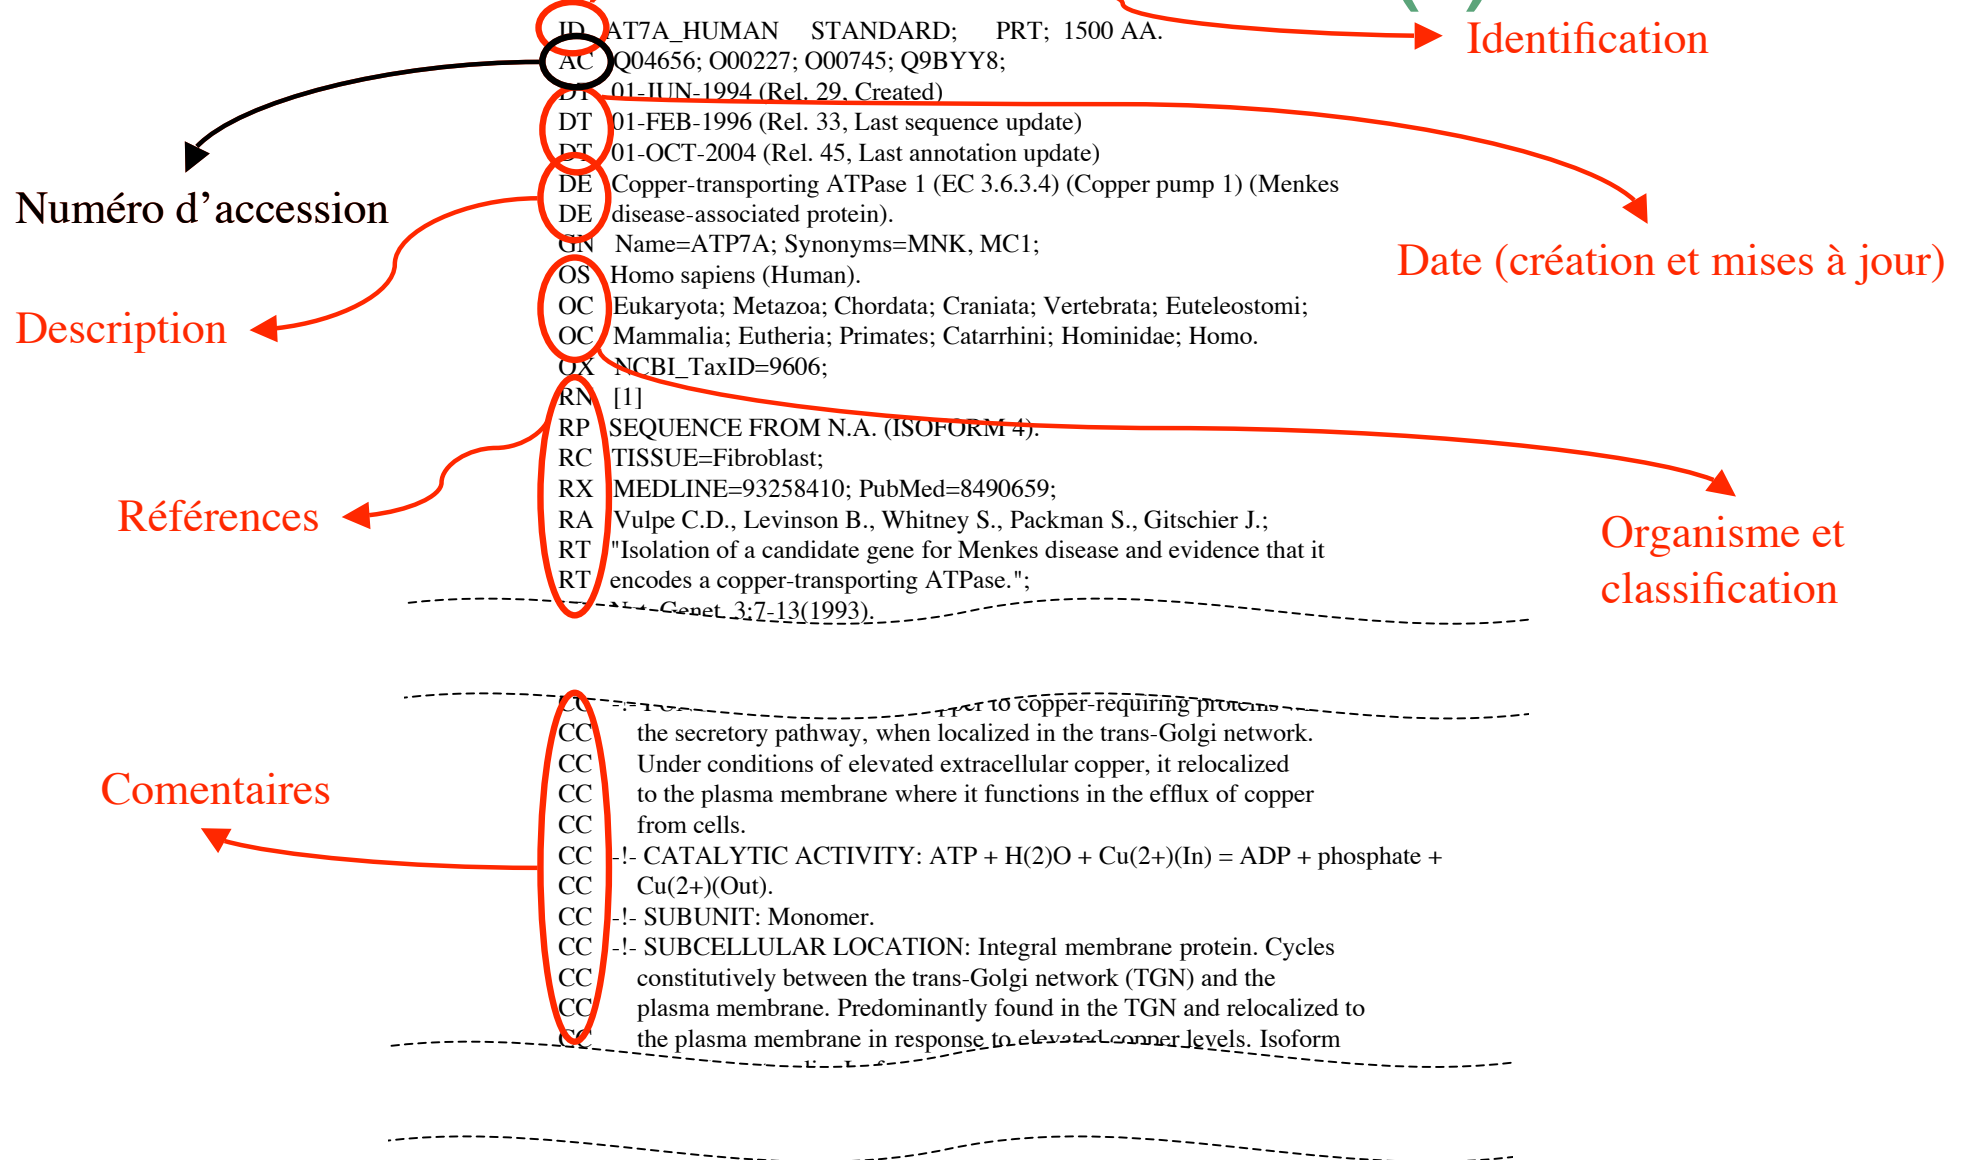 ID AT7A_HUMAN STANDARD; PRT; 1500 AA.
Identification
AC Q04656; O00227; O00745; Q9BYY8;
DT 01-JUN-1994 (Rel. 29, Created)
DT 01-FEB-1996 (Rel. 33, Last sequence update)
DT 01-OCT-2004 (Rel. 45, Last annotation update)
DE Copper-transporting ATPase 1 (EC 3.6.3.4) (Copper pump 1) (Menkes
Numéro d’accession
DE disease-associated protein).
GN Name=ATP7A; Synonyms=MNK, MC1;
Date (création et mises à jour)
OS Homo sapiens (Human).
OC Eukaryota; Metazoa; Chordata; Craniata; Vertebrata; Euteleostomi;
Description
OC Mammalia; Eutheria; Primates; Catarrhini; Hominidae; Homo.
OX NCBI_TaxID=9606;
RN [1]
RP SEQUENCE FROM N.A. (ISOFORM 4).
RC TISSUE=Fibroblast;
RX MEDLINE=93258410; PubMed=8490659;
Références
RA Vulpe C.D., Levinson B., Whitney S., Packman S., Gitschier J.;
Organisme et
classification
RT "Isolation of a candidate gene for Menkes disease and evidence that it
RT encodes a copper-transporting ATPase.";
Nat. Genet. 3:7-13(1993).
CC to copper-requiring proteins
CC the secretory pathway, when localized in the trans-Golgi network.
CC Under conditions of elevated extracellular copper, it relocalized
Comentaires
CC to the plasma membrane where it functions in the efflux of copper
CC from cells.
CC -!- CATALYTIC ACTIVITY: ATP + H(2)O + Cu(2+)(In) = ADP + phosphate +
CC Cu(2+)(Out).
CC -!- SUBUNIT: Monomer.
CC -!- SUBCELLULAR LOCATION: Integral membrane protein. Cycles
CC constitutively between the trans-Golgi network (TGN) and the
CC plasma membrane. Predominantly found in the TGN and relocalized to
CC the plasma membrane in response to elevated copper levels. Isoform